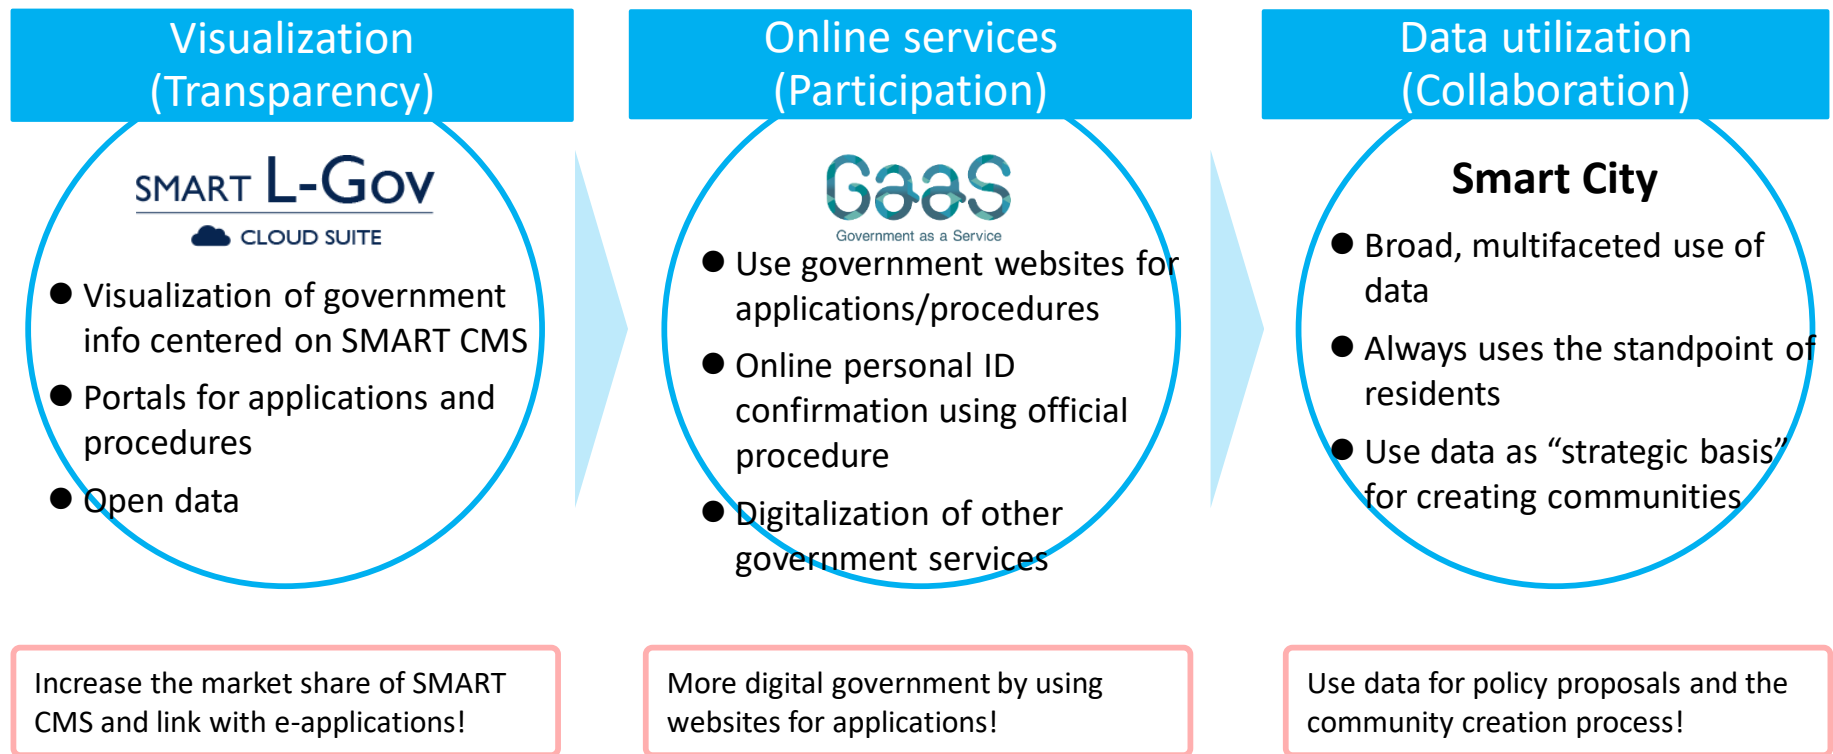 Visualization
(Transparency)
SMART L-Gov
CLOUD SUITE
● Visualization of government
info centered on SMART CMS
● Portals for applications and
procedures
● Open data
Increase the market share of SMART
CMS and link with e-applications!
Online services
(Participation)
GaaS
Government as a Service
● Use government websites for
applications/procedures
● Online personal ID
confirmation using official
procedure
● Digitalization of other
government services
More digital government by using
websites for applications!
Data utilization
(Collaboration)
Smart City
● Broad, multifaceted use of
data
● Always uses the standpoint of
residents
● Use data as “strategic basis”
for creating communities
Use data for policy proposals and the
community creation process!